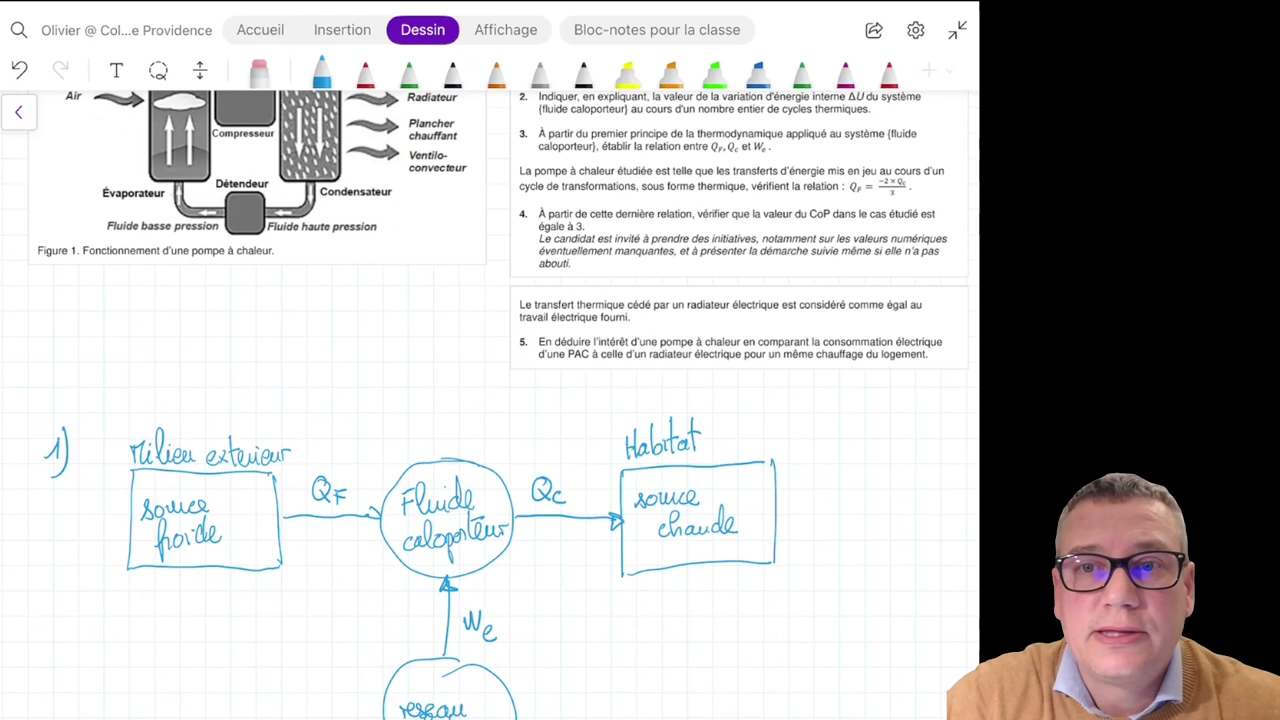 Olivier @ Col...e Providence
Accueil
Insertion
Dessin
Affichage
Bloc-notes pour la classe
T
Air
Compresseur
Radiateur
Plancher
chauffant
Ventilo-
convecteur
Évaporateur
Détendeur
Condensateur
Fluide basse pression
Fluide haute pression
Figure 1. Fonctionnement d'une pompe à chaleur.
2. Indiquer, en expliquant, la valeur de la variation d'énergie interne ΔU du système
{fluide caloporteur} au cours d'un nombre entier de cycles thermiques.
3. À partir du premier principe de la thermodynamique appliqué au système {fluide
caloporteur}, établir la relation entre Q_F, Q_c et W_e .
La pompe à chaleur étudiée est telle que les transferts d'énergie mis en jeu au cours d'un
cycle de transformations, sous forme thermique, vérifient la relation : Q_F = −2 × Q_c / 3 .
4. À partir de cette dernière relation, vérifier que la valeur du CoP dans le cas étudié est
égale à 3.
Le candidat est invité à prendre des initiatives, notamment sur les valeurs numériques
éventuellement manquantes, et à présenter la démarche suivie même si elle n'a pas
abouti.
Le transfert thermique cédé par un radiateur électrique est considéré comme égal au
travail électrique fourni.
5. En déduire l'intérêt d'une pompe à chaleur en comparant la consommation électrique
d'une PAC à celle d'un radiateur électrique pour un même chauffage du logement.
1)
Milieu exterieur
source
froide
Q_F
Fluide
caloporteur
Q_C
Habitat
source
chaude
W_e
reseau